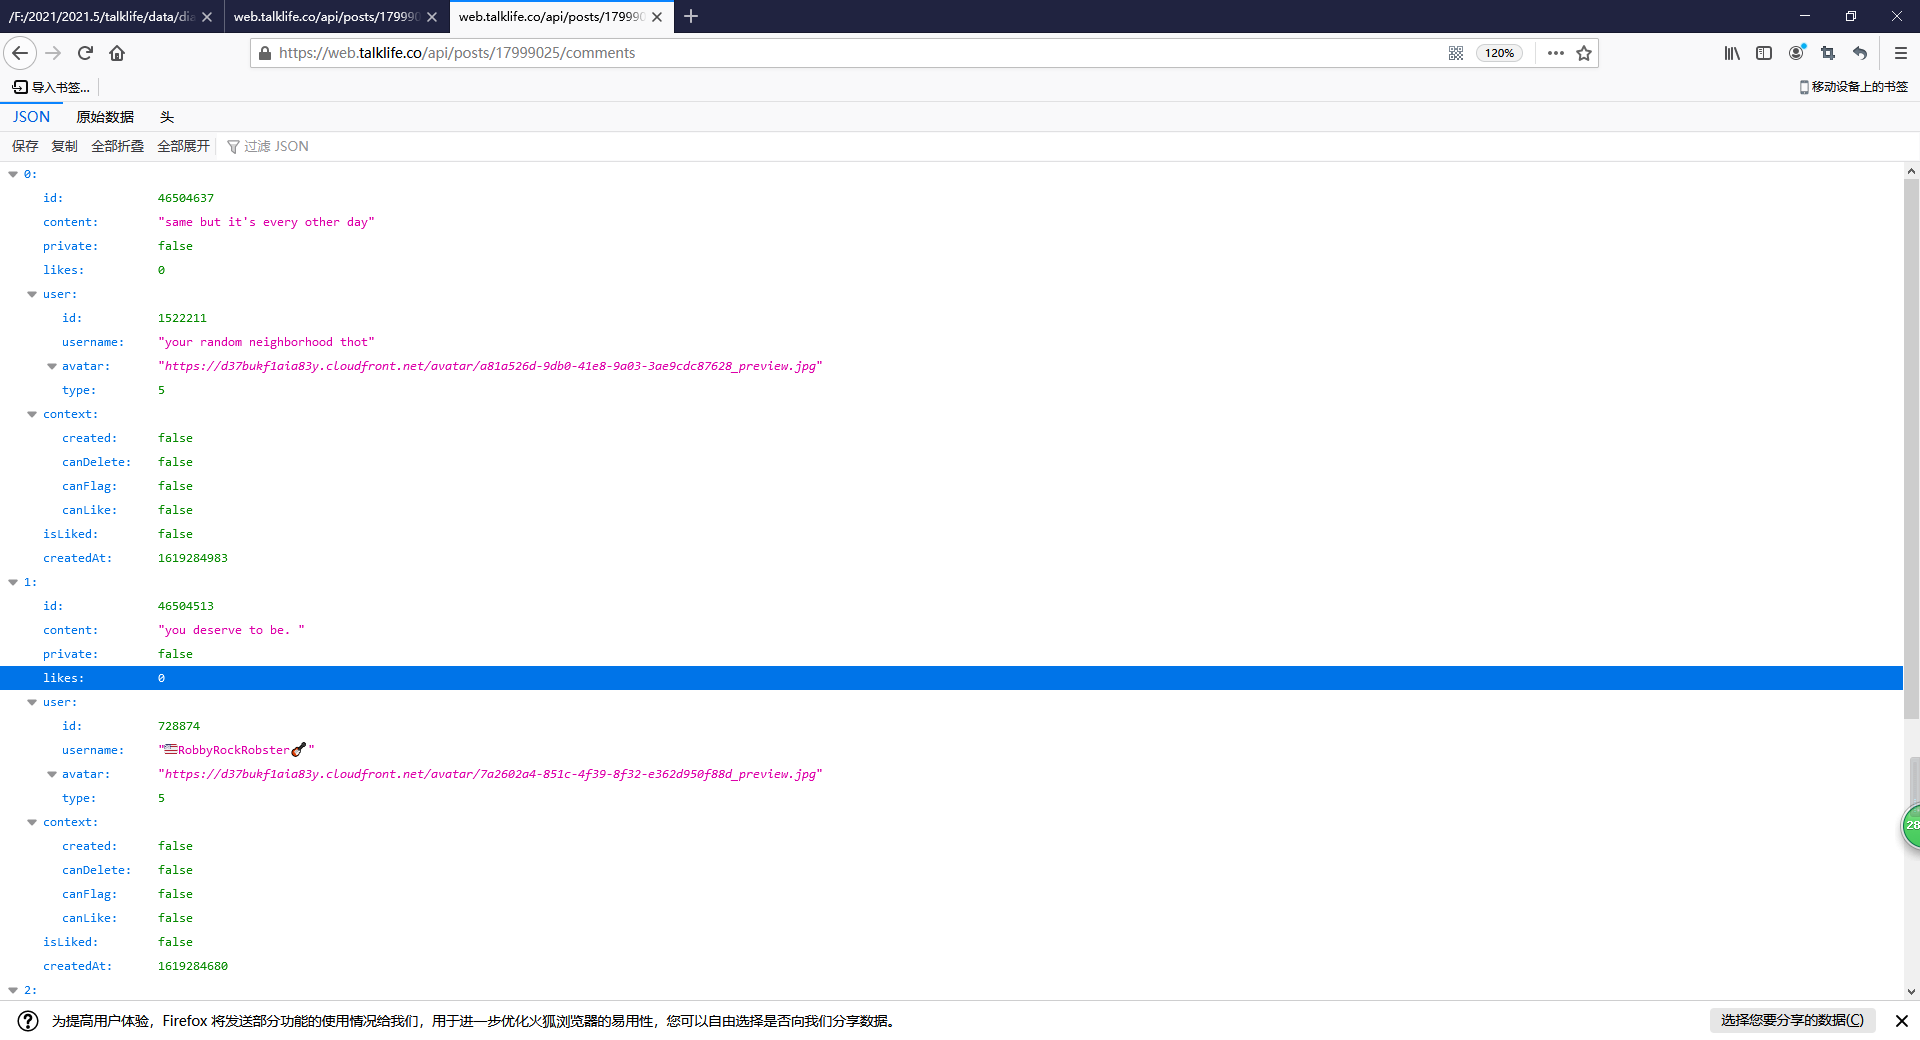 /F:/2021/2021.5/talklife/data/dia
web.talklife.co/api/posts/179990
web.talklife.co/api/posts/17999
https://web.talklife.co/api/posts/17999025/comments
120%
导入书签...
移动设备上的书签
JSON 原始数据 头
保存 复制 全部折叠 全部展开 过滤 JSON
0:
id: 46504637
content: "same but it's every other day"
private: false
likes: 0
user:
id: 1522211
username: "your random neighborhood thot"
avatar: "https://d37bukf1aia83y.cloudfront.net/avatar/a81a526d-9db0-41e8-9a03-3ae9cdc87628_preview.jpg"
type: 5
context:
created: false
canDelete: false
canFlag: false
canLike: false
isLiked: false
createdAt: 1619284983
1:
id: 46504513
content: "you deserve to be. "
private: false
likes: 0
user:
id: 728874
username: "🇺🇸RobbyRockRobster🎸"
avatar: "https://d37bukf1aia83y.cloudfront.net/avatar/7a2602a4-851c-4f39-8f32-e362d950f88d_preview.jpg"
type: 5
context:
created: false
canDelete: false
canFlag: false
canLike: false
isLiked: false
createdAt: 1619284680
2:
28
为提高用户体验，Firefox 将发送部分功能的使用情况给我们，用于进一步优化火狐浏览器的易用性，您可以自由选择是否向我们分享数据。
选择您要分享的数据(C)